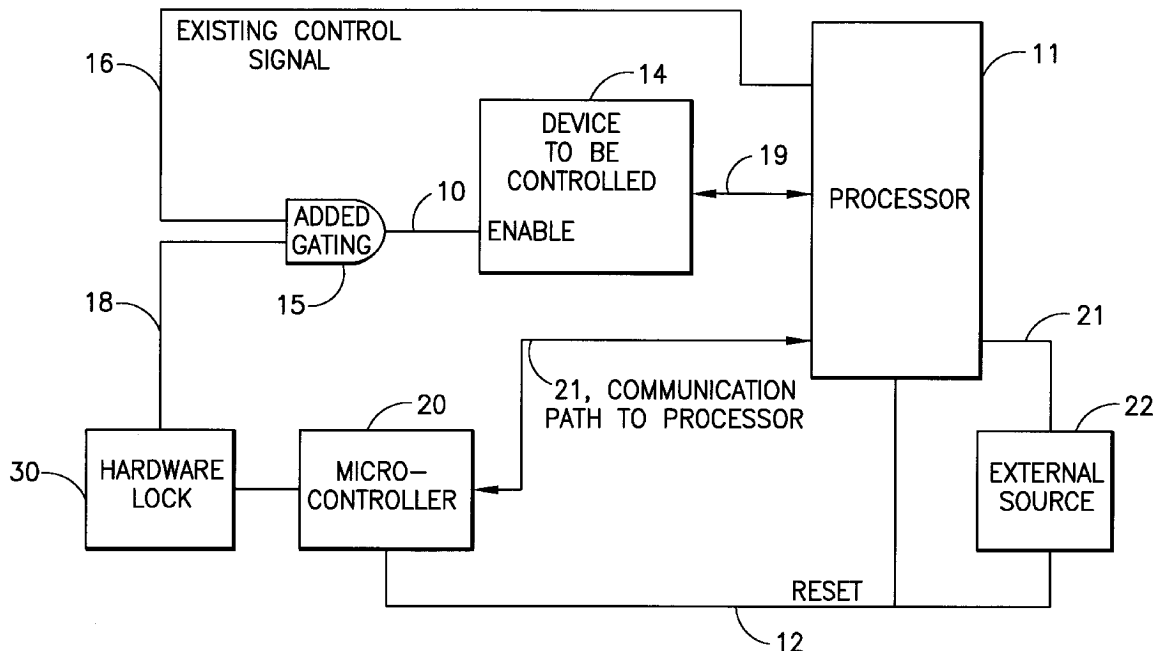 EXISTING CONTROL
SIGNAL
16
14
11
DEVICE
TO BE
CONTROLLED
19
PROCESSOR
ADDED
GATING
10
ENABLE
15
18
21
21, COMMUNICATION
PATH TO PROCESSOR
20
22
30
HARDWARE
LOCK
MICRO-
CONTROLLER
EXTERNAL
SOURCE
RESET
12